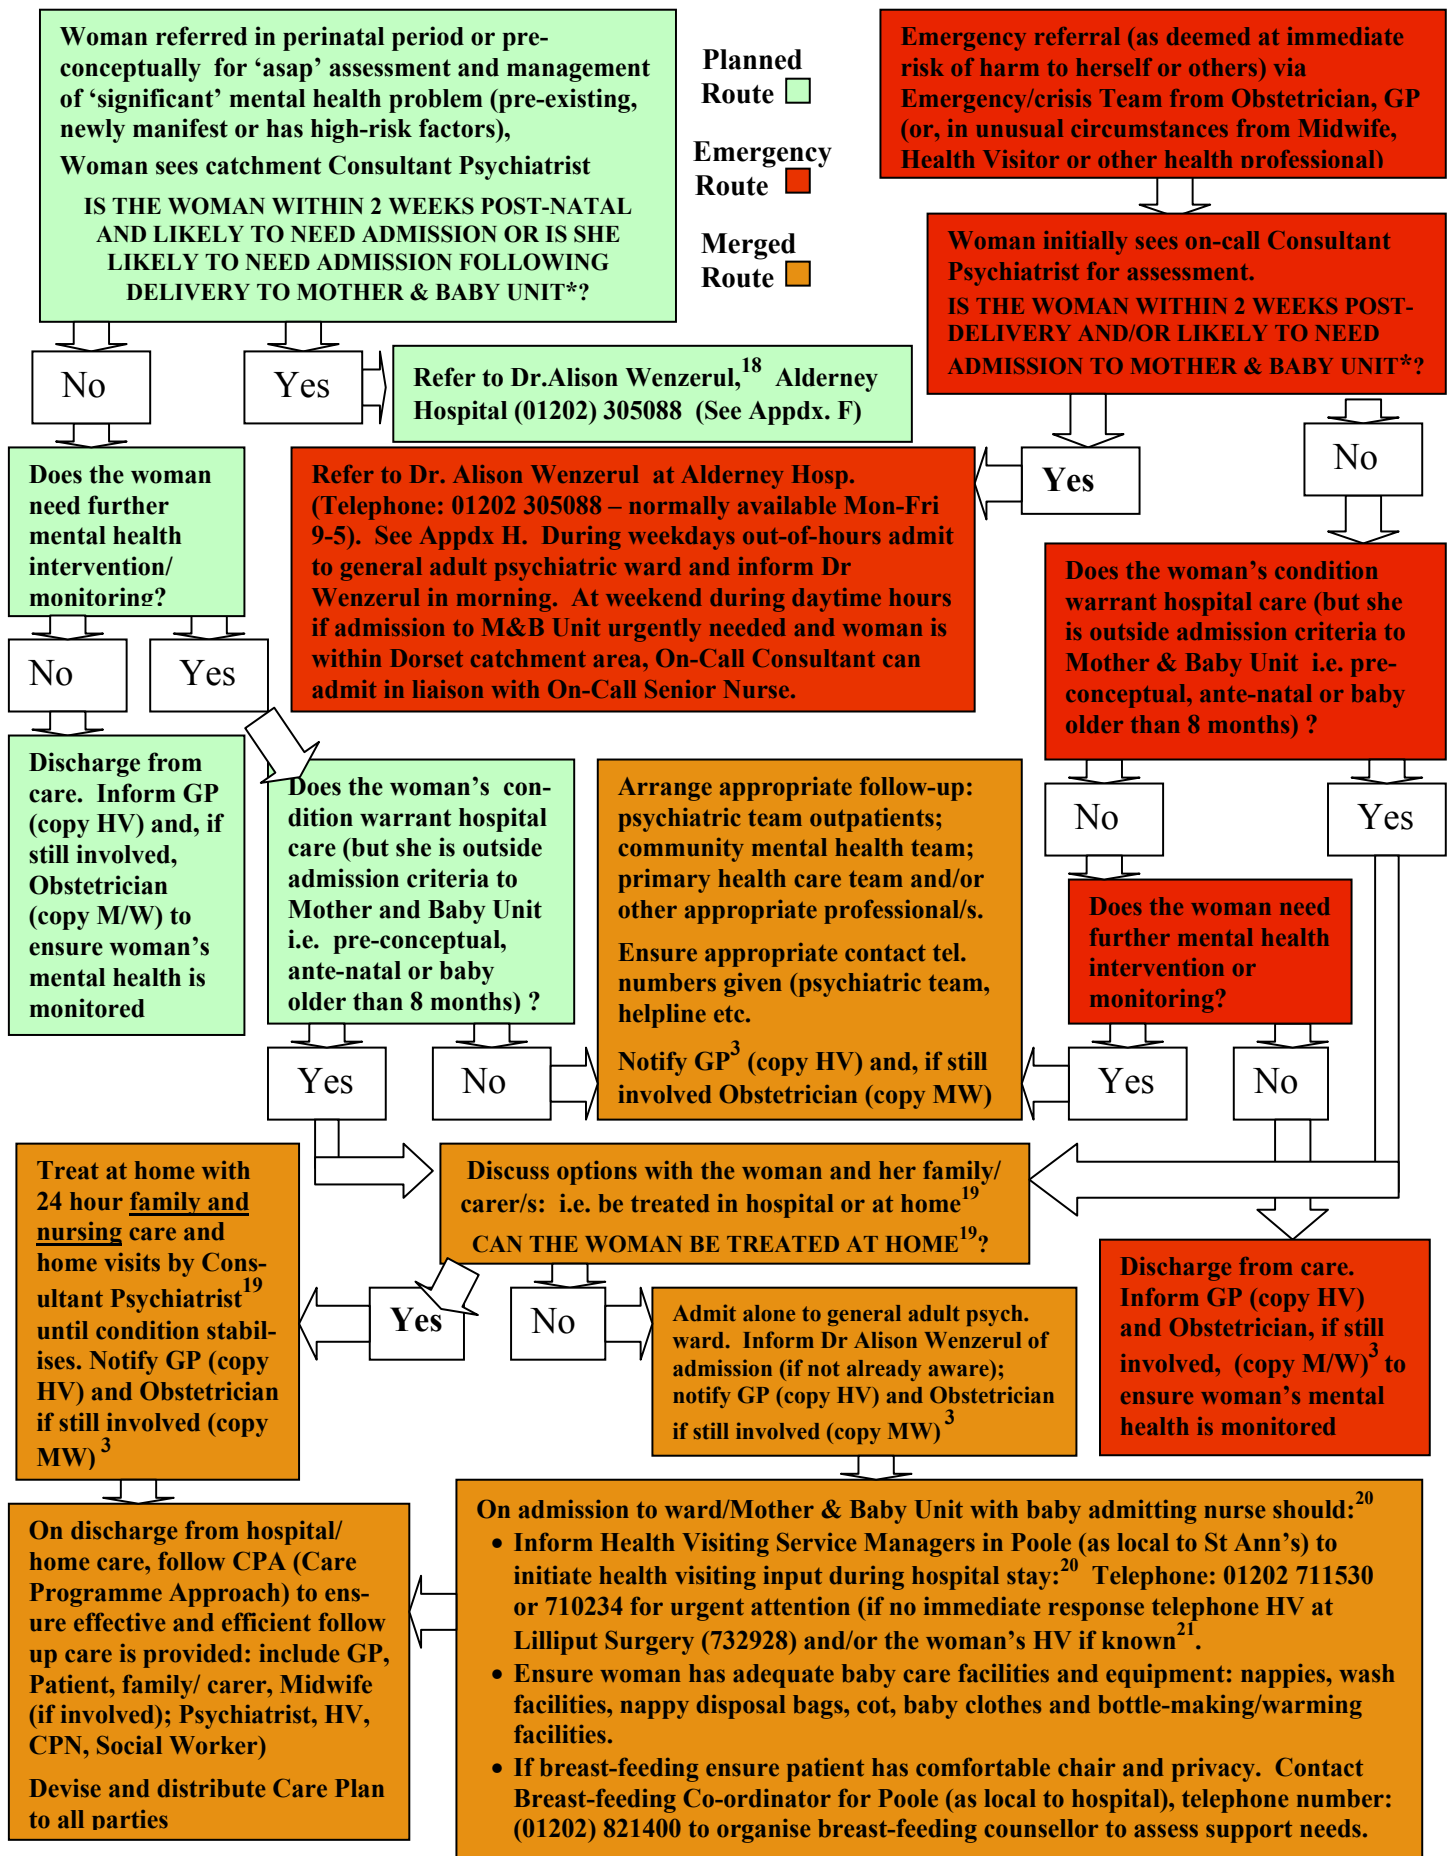 Woman referred in perinatal period or pre-
conceptually for ‘asap’ assessment and management
of ‘significant’ mental health problem (pre-existing,
newly manifest or has high-risk factors),
Woman sees catchment Consultant Psychiatrist
IS THE WOMAN WITHIN 2 WEEKS POST-NATAL
AND LIKELY TO NEED ADMISSION OR IS SHE
LIKELY TO NEED ADMISSION FOLLOWING
DELIVERY TO MOTHER & BABY UNIT*?
Planned
Route
Emergency
Route
Merged
Route
Emergency referral (as deemed at immediate
risk of harm to herself or others) via
Emergency/crisis Team from Obstetrician, GP
(or, in unusual circumstances from Midwife,
Health Visitor or other health professional)
Woman initially sees on-call Consultant
Psychiatrist for assessment.
IS THE WOMAN WITHIN 2 WEEKS POST-
DELIVERY AND/OR LIKELY TO NEED
ADMISSION TO MOTHER & BABY UNIT*?
No
Yes
Refer to Dr.Alison Wenzerul,18 Alderney
Hospital (01202) 305088 (See Appdx. F)
Yes
No
Does the woman
need further
mental health
intervention/
monitoring?
Refer to Dr. Alison Wenzerul at Alderney Hosp.
(Telephone: 01202 305088 – normally available Mon-Fri
9-5). See Appdx H. During weekdays out-of-hours admit
to general adult psychiatric ward and inform Dr
Wenzerul in morning. At weekend during daytime hours
if admission to M&B Unit urgently needed and woman is
within Dorset catchment area, On-Call Consultant can
admit in liaison with On-Call Senior Nurse.
Does the woman’s condition
warrant hospital care (but she
is outside admission criteria to
Mother & Baby Unit i.e. pre-
conceptual, ante-natal or baby
older than 8 months) ?
No
Yes
Discharge from
care. Inform GP
(copy HV) and, if
still involved,
Obstetrician
(copy M/W) to
ensure woman’s
mental health is
monitored
Does the woman’s con-
dition warrant hospital
care (but she is outside
admission criteria to
Mother and Baby Unit
i.e. pre-conceptual,
ante-natal or baby
older than 8 months) ?
Arrange appropriate follow-up:
psychiatric team outpatients;
community mental health team;
primary health care team and/or
other appropriate professional/s.
Ensure appropriate contact tel.
numbers given (psychiatric team,
helpline etc.
Notify GP3 (copy HV) and, if still
involved Obstetrician (copy MW)
No
Yes
Does the woman need
further mental health
intervention or
monitoring?
Yes
No
Yes
No
Treat at home with
24 hour family and
nursing care and
home visits by Cons-
ultant Psychiatrist19
until condition stabil-
ises. Notify GP (copy
HV) and Obstetrician
if still involved (copy
MW)3
Discuss options with the woman and her family/
carer/s: i.e. be treated in hospital or at home19
CAN THE WOMAN BE TREATED AT HOME19?
Yes
No
Admit alone to general adult psych.
ward. Inform Dr Alison Wenzerul of
admission (if not already aware);
notify GP (copy HV) and Obstetrician
if still involved (copy MW)3
Discharge from care.
Inform GP (copy HV)
and Obstetrician, if still
involved, (copy M/W)3 to
ensure woman’s mental
health is monitored
On discharge from hospital/
home care, follow CPA (Care
Programme Approach) to ens-
ure effective and efficient follow
up care is provided: include GP,
Patient, family/ carer, Midwife
(if involved); Psychiatrist, HV,
CPN, Social Worker)
Devise and distribute Care Plan
to all parties
On admission to ward/Mother & Baby Unit with baby admitting nurse should:20
• Inform Health Visiting Service Managers in Poole (as local to St Ann’s) to
initiate health visiting input during hospital stay:20 Telephone: 01202 711530
or 710234 for urgent attention (if no immediate response telephone HV at
Lilliput Surgery (732928) and/or the woman’s HV if known21.
• Ensure woman has adequate baby care facilities and equipment: nappies, wash
facilities, nappy disposal bags, cot, baby clothes and bottle-making/warming
facilities.
• If breast-feeding ensure patient has comfortable chair and privacy. Contact
Breast-feeding Co-ordinator for Poole (as local to hospital), telephone number:
(01202) 821400 to organise breast-feeding counsellor to assess support needs.